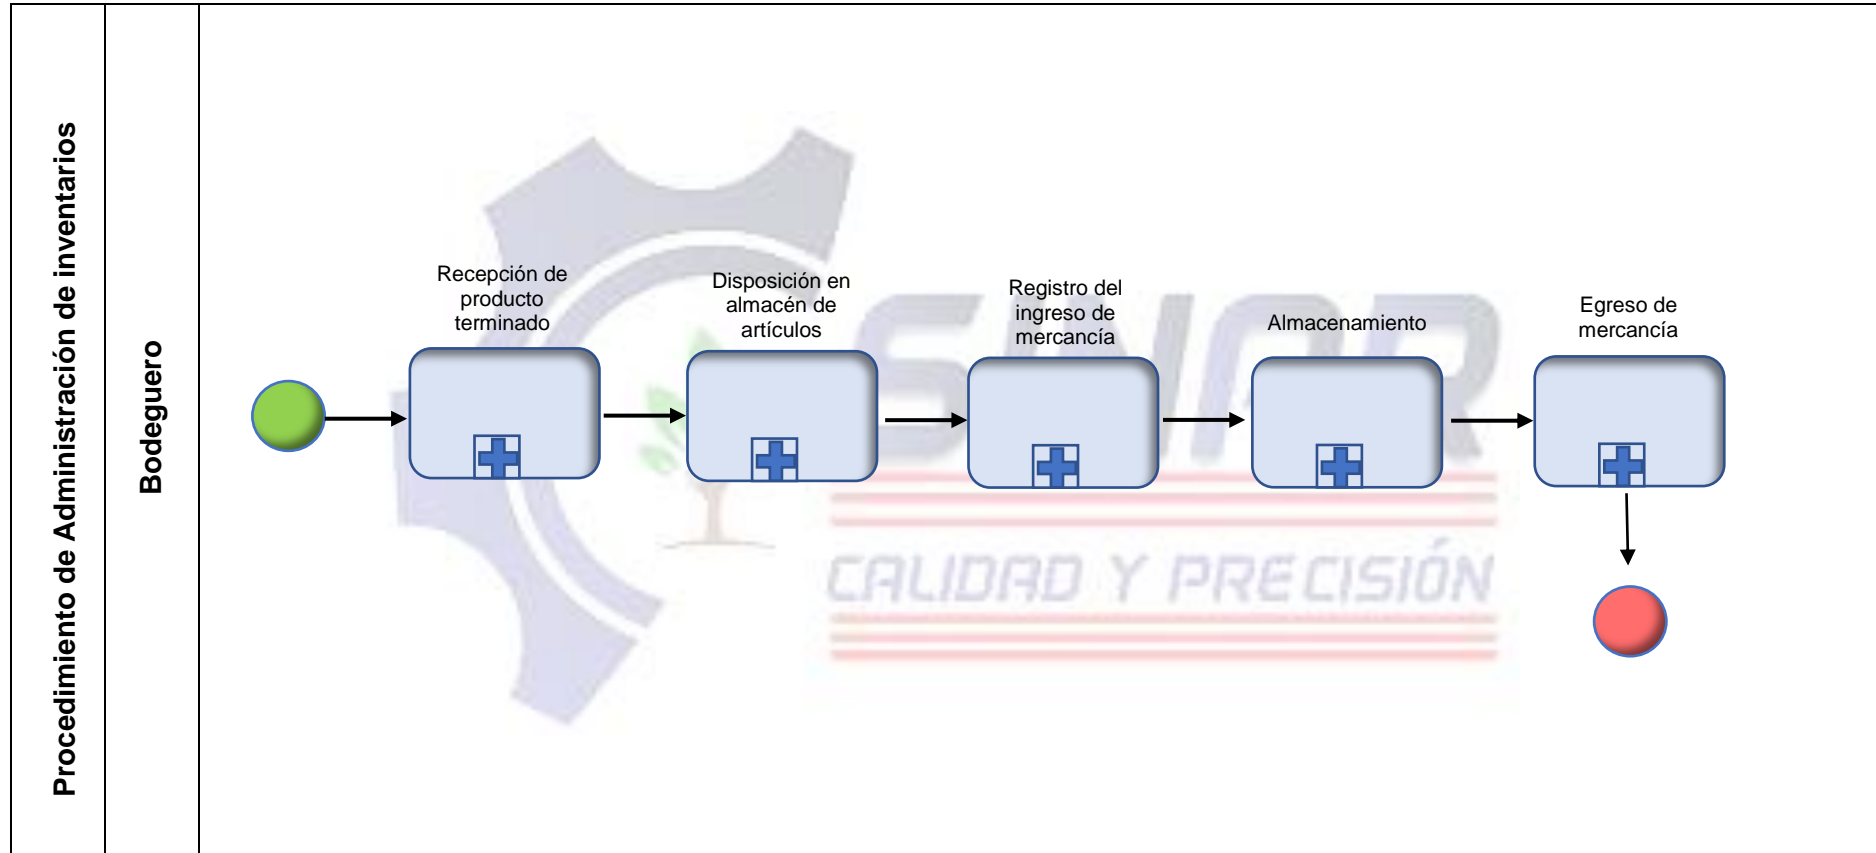 Procedimiento de Administración de inventarios
Bodeguero
Recepción de
producto
terminado
Disposición en
almacén de
artículos
Registro del
ingreso de
mercancía
Almacenamiento
Egreso de
mercancía
CALIDAD Y PRECISIÓN